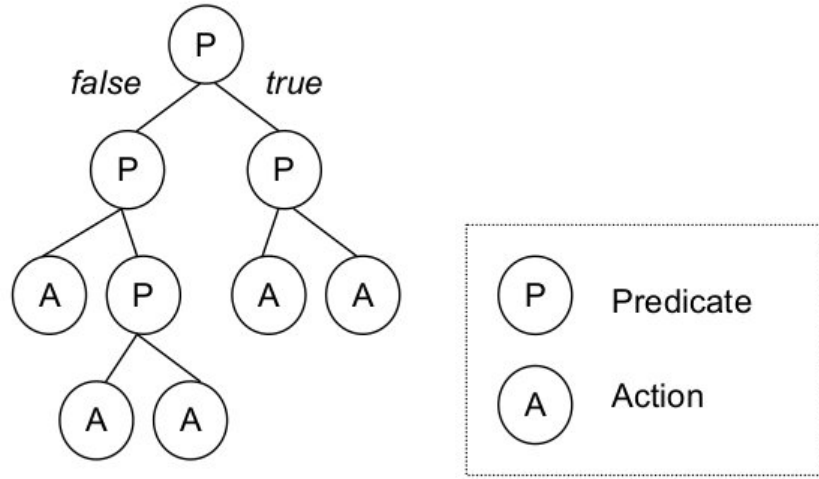 P
false true
P P
A P A A
A A
P Predicate
A Action